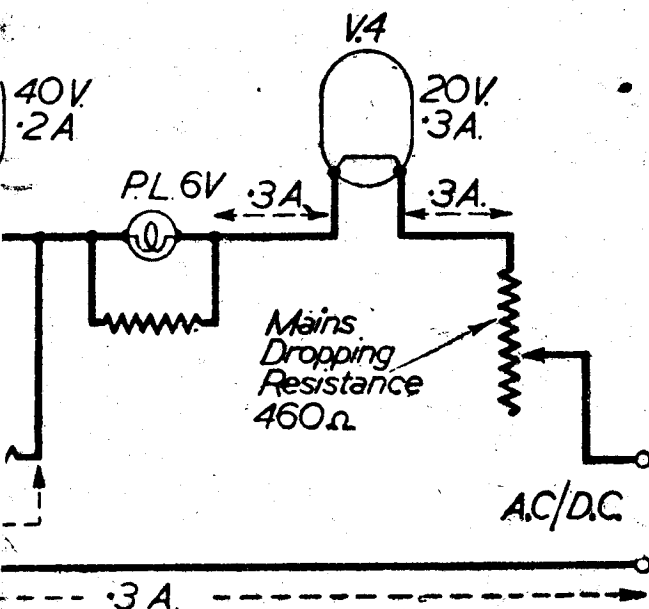 V.4
40V.
·2A
20V.
·3A.
P.L. 6V
·3A.
·3A.
Mains
Dropping
Resistance
460Ω
A.C/D.C.
·3 A.